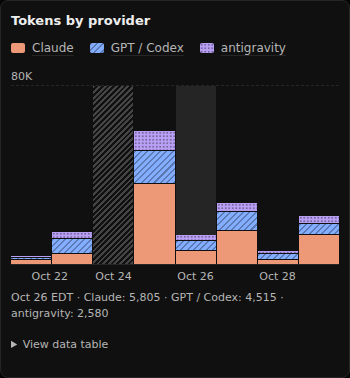 Tokens by provider
Claude GPT / Codex antigravity
80K
Oct 22 Oct 24 Oct 26 Oct 28
Oct 26 EDT · Claude: 5,805 · GPT / Codex: 4,515 ·
antigravity: 2,580
▶ View data table